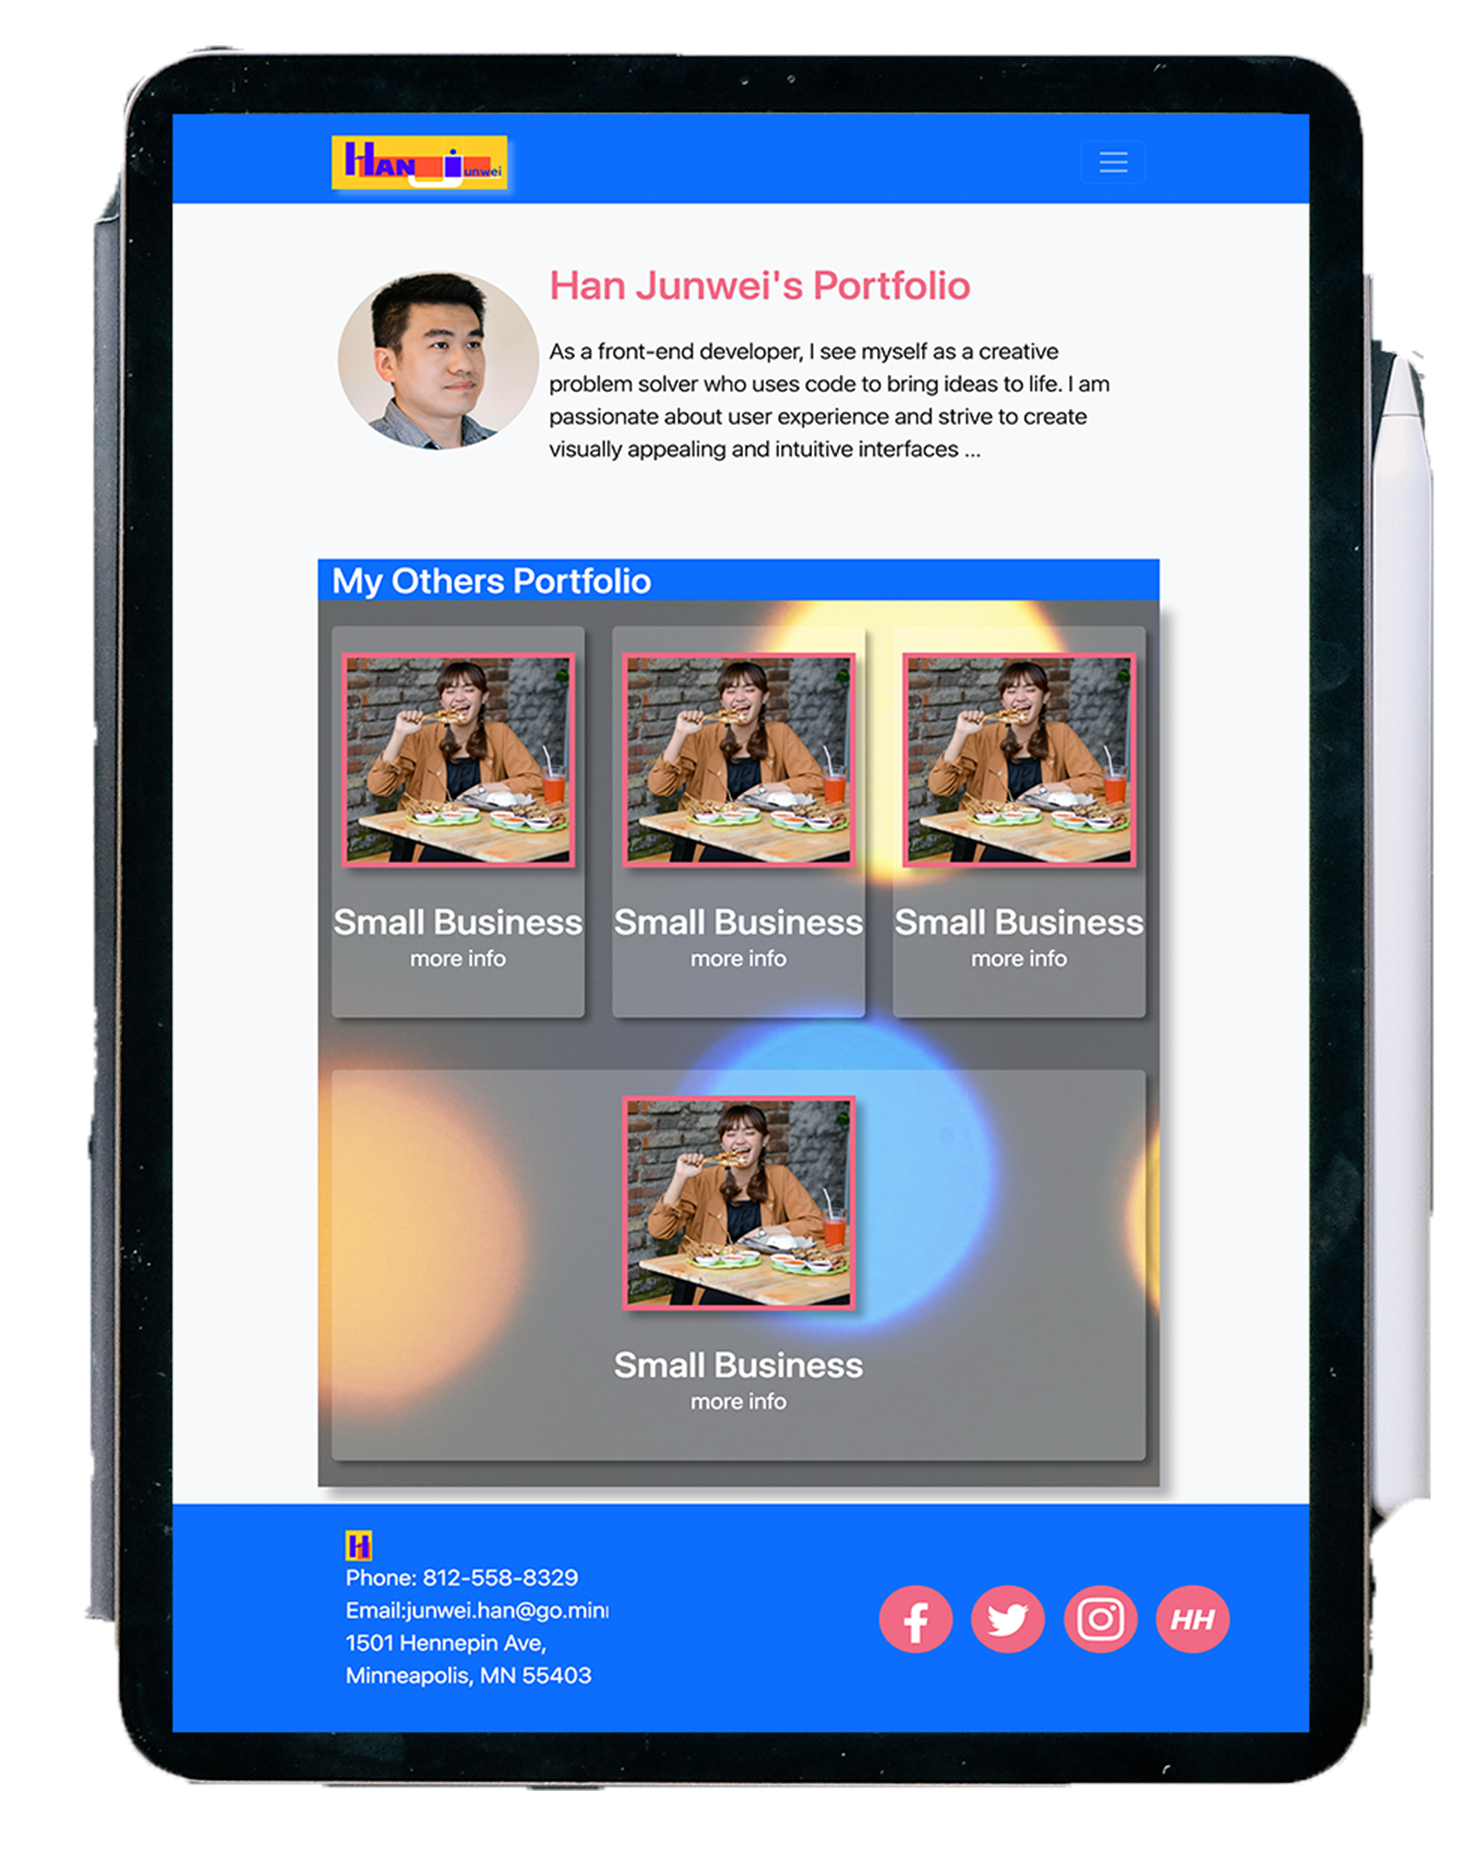 HAN Junwei
Han Junwei's Portfolio
As a front-end developer, I see myself as a creative
problem solver who uses code to bring ideas to life. I am
passionate about user experience and strive to create
visually appealing and intuitive interfaces ...
My Others Portfolio
Small Business
more info
Small Business
more info
Small Business
more info
Small Business
more info
H
Phone: 812-558-8329
Email:junwei.han@go.min
1501 Hennepin Ave,
Minneapolis, MN 55403
HH